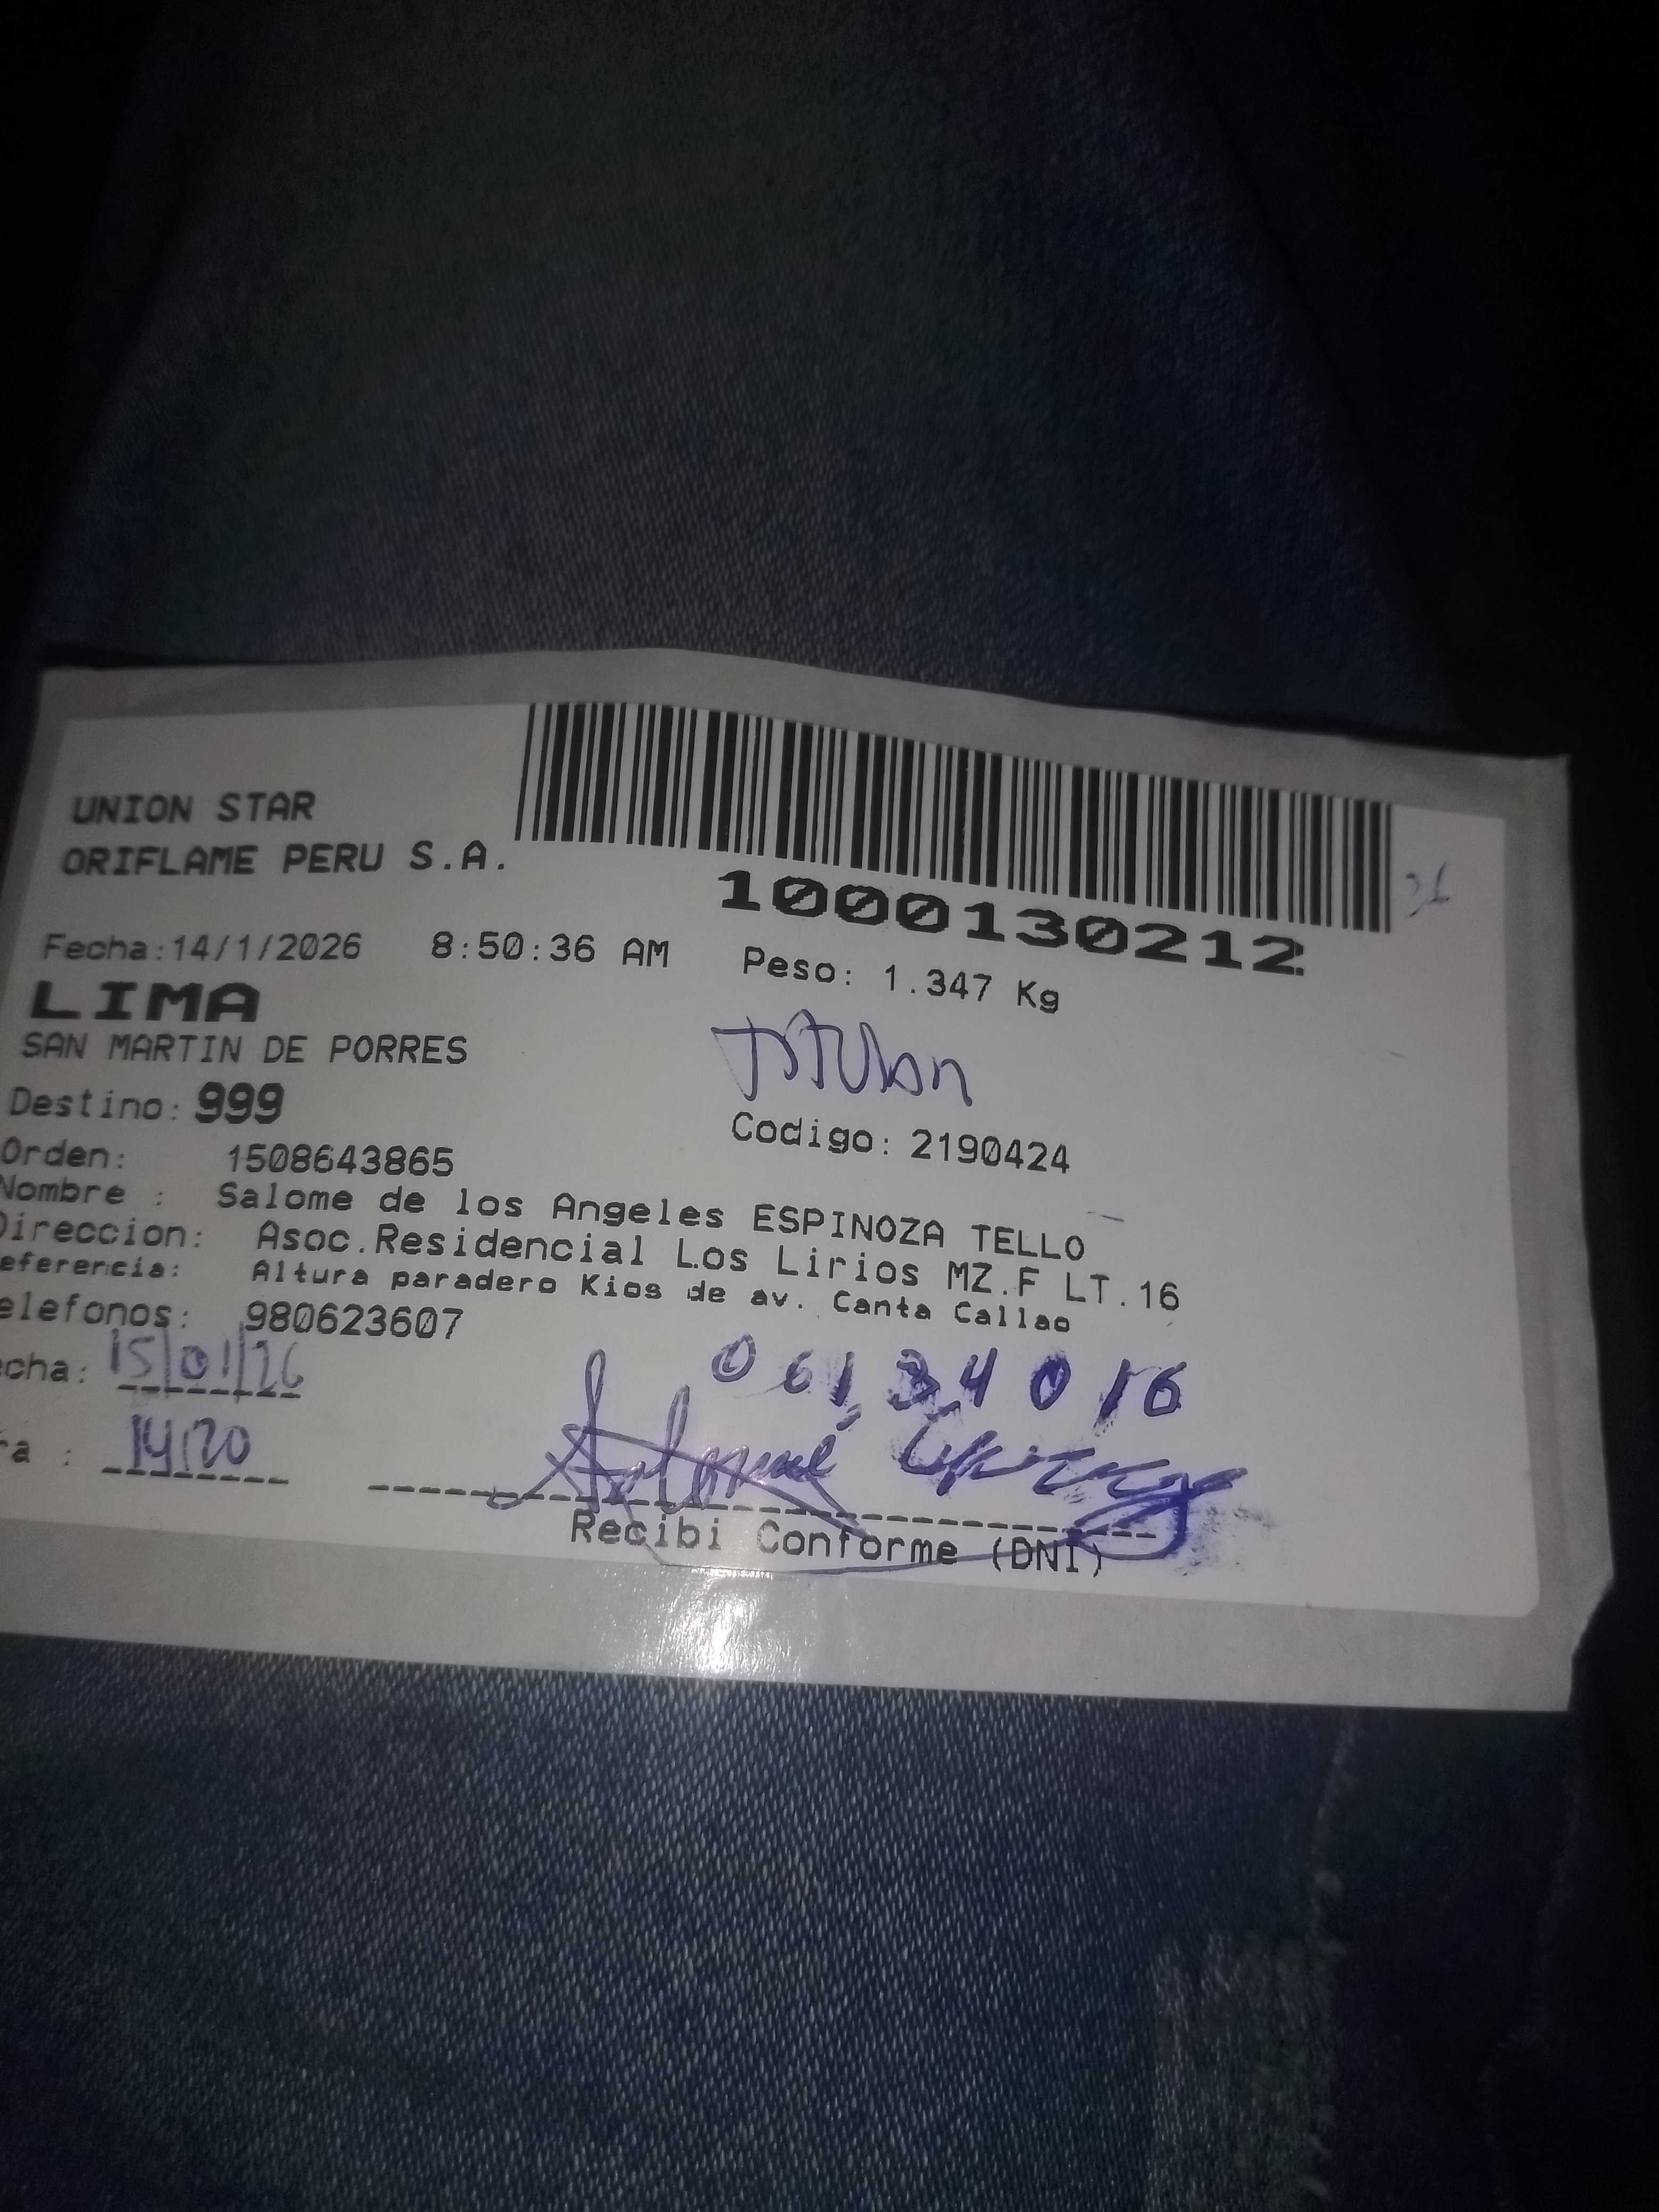 UNION STAR
ORIFLAME PERU S.A.
1000130212
Fecha:14/1/2026 8:50:36 AM Peso: 1.347 Kg
LIMA
SAN MARTIN DE PORRES
Titular
Destino: 999
Codigo: 2190424
Orden: 1508643865
Nombre : Salome de los Angeles ESPINOZA TELLO
Direccion: Asoc.Residencial Los Lirios MZ.F LT.16
eferencia: Altura paradero Kios de av. Canta Callao
elefonos: 980623607
cha: 15/01/26
06134016
ra : 14:20
Recibi Conforme (DNI)